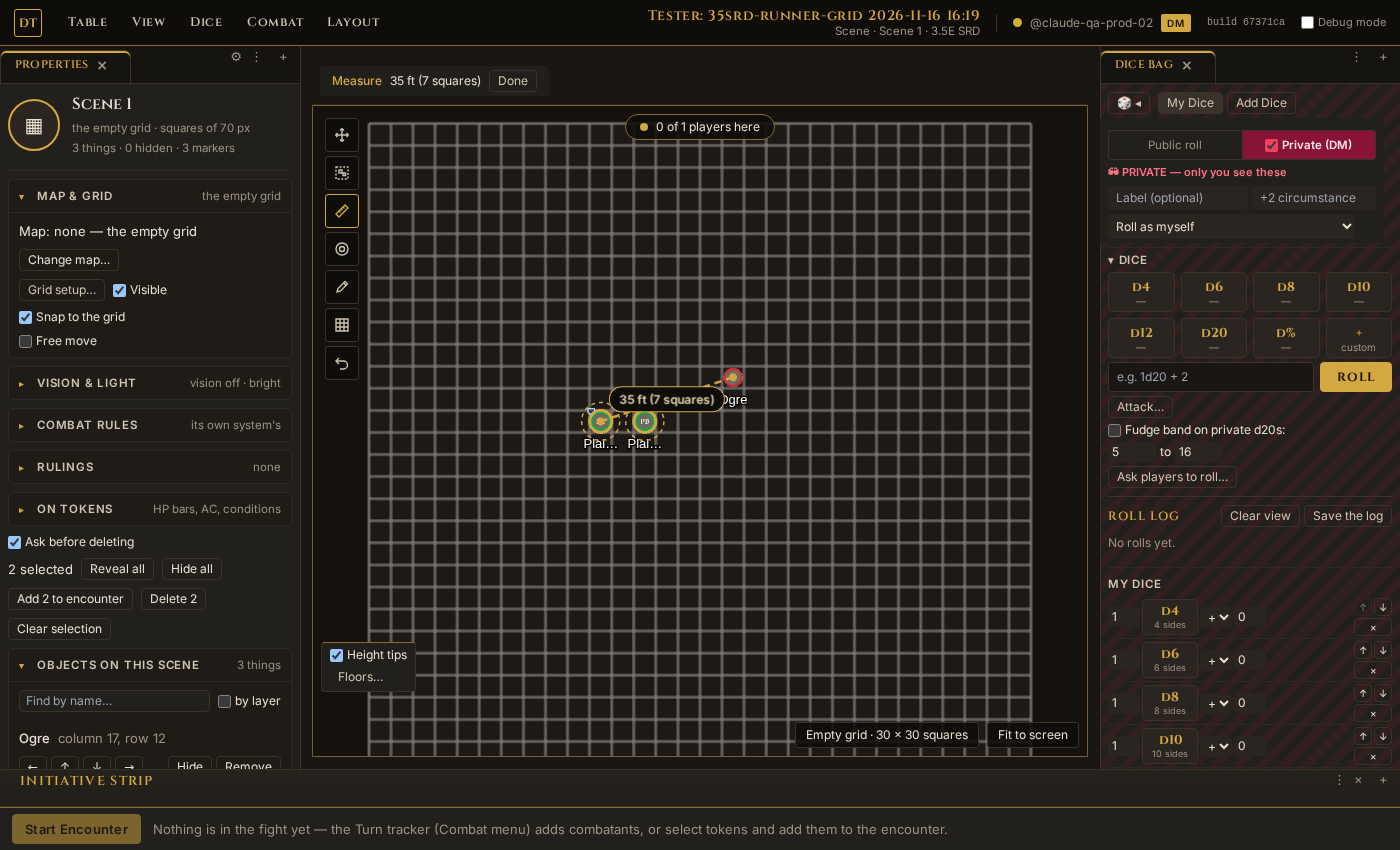 DT
TABLE VIEW DICE COMBAT LAYOUT
TESTER: 35SRD-RUNNER-GRID 2026-11-16 16:19
Scene · Scene 1 · 3.5E SRD
@claude-qa-prod-02 DM build 67371ca Debug mode
PROPERTIES
SCENE 1
the empty grid · squares of 70 px
3 things · 0 hidden · 3 markers
MAP & GRID the empty grid
Map: none — the empty grid
Change map...
Grid setup... Visible
Snap to the grid
Free move
VISION & LIGHT vision off · bright
COMBAT RULES its own system's
RULINGS none
ON TOKENS HP bars, AC, conditions
Ask before deleting
2 selected Reveal all Hide all
Add 2 to encounter Delete 2
Clear selection
OBJECTS ON THIS SCENE 3 things
Find by name... by layer
Ogre column 17, row 12
← ↑ ↓ → Hide Remove
Measure 35 ft (7 squares) Done
0 of 1 players here
35 ft (7 squares)
Ogre
PB
Plai... Plai...
Height tips
Floors...
Empty grid · 30 × 30 squares Fit to screen
DICE BAG
My Dice Add Dice
Public roll Private (DM)
PRIVATE — only you see these
Label (optional) +2 circumstance
Roll as myself
DICE
D4 D6 D8 D10
— — — —
D12 D20 D% +
— — — custom
e.g. 1d20 + 2 ROLL
Attack...
Fudge band on private d20s:
5 to 16
Ask players to roll...
ROLL LOG Clear view Save the log
No rolls yet.
MY DICE
1 D4 + 0
4 sides
1 D6 + 0
6 sides
1 D8 + 0
8 sides
1 D10 + 0
10 sides
INITIATIVE STRIP
Start Encounter Nothing is in the fight yet — the Turn tracker (Combat menu) adds combatants, or select tokens and add them to the encounter.